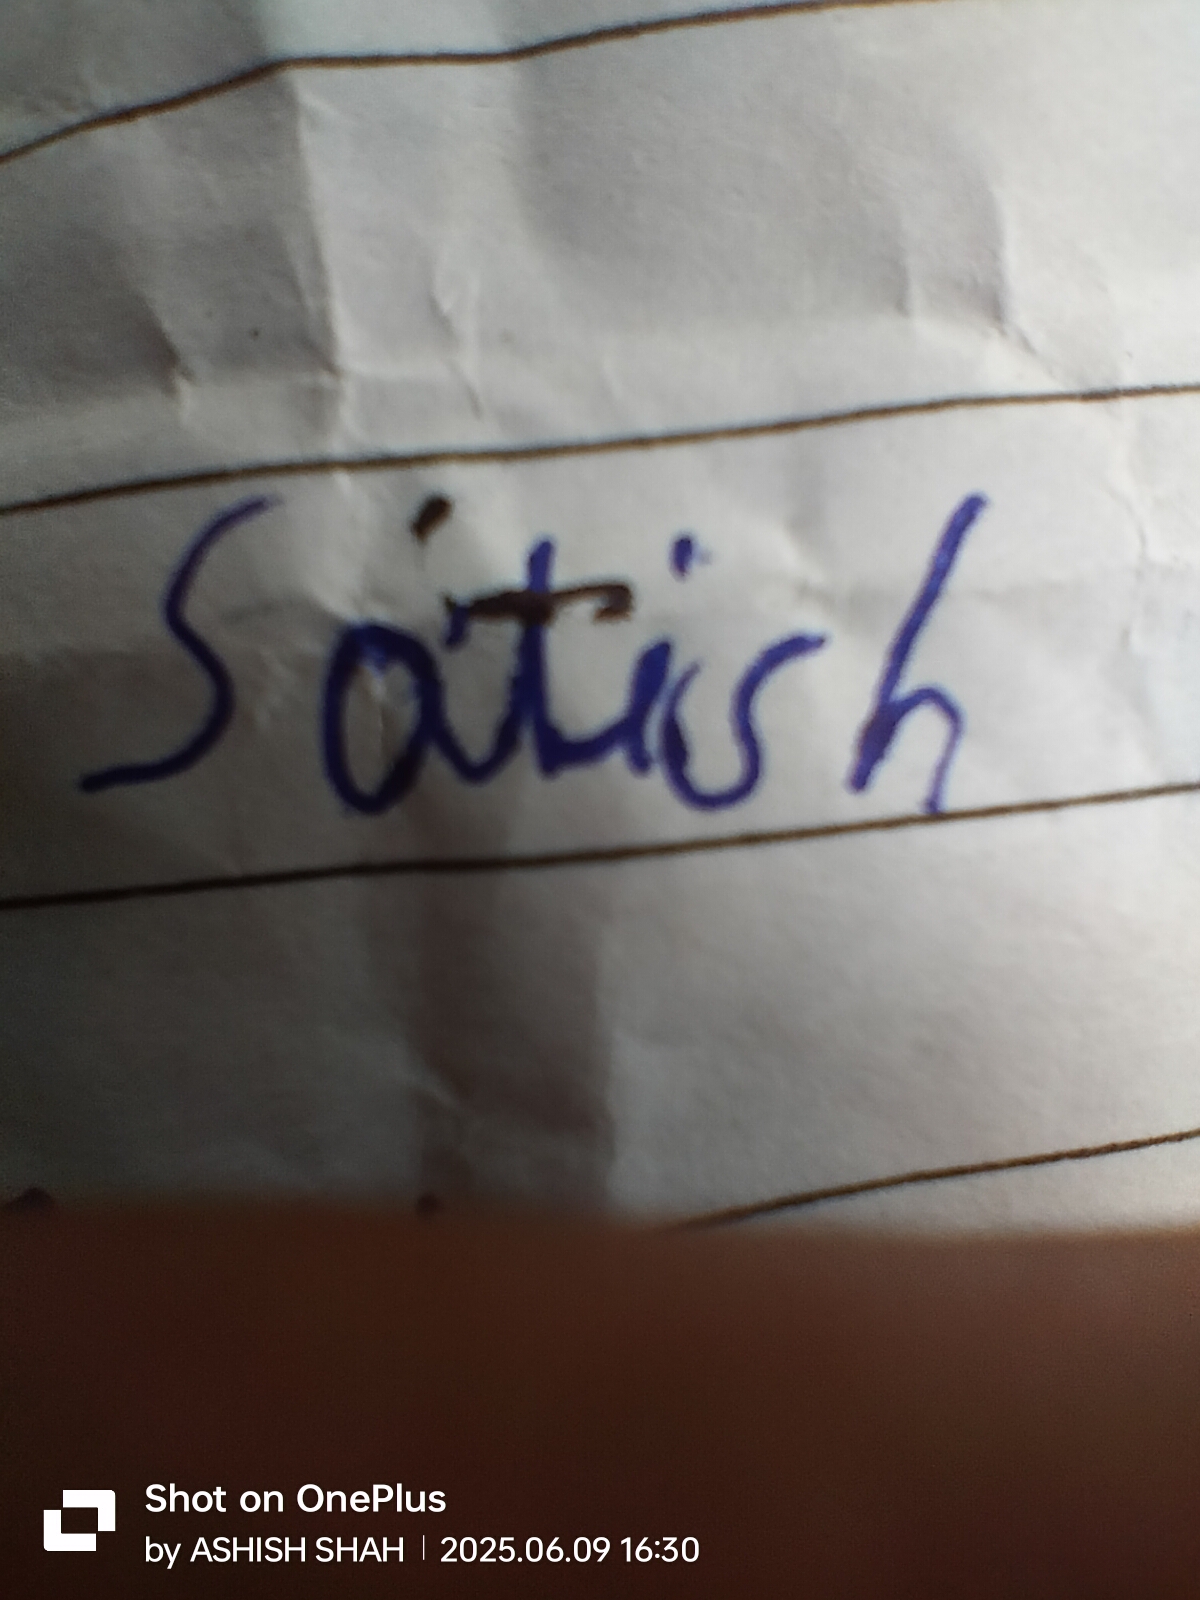 Satish
Shot on OnePlus
by ASHISH SHAH | 2025.06.09 16:30